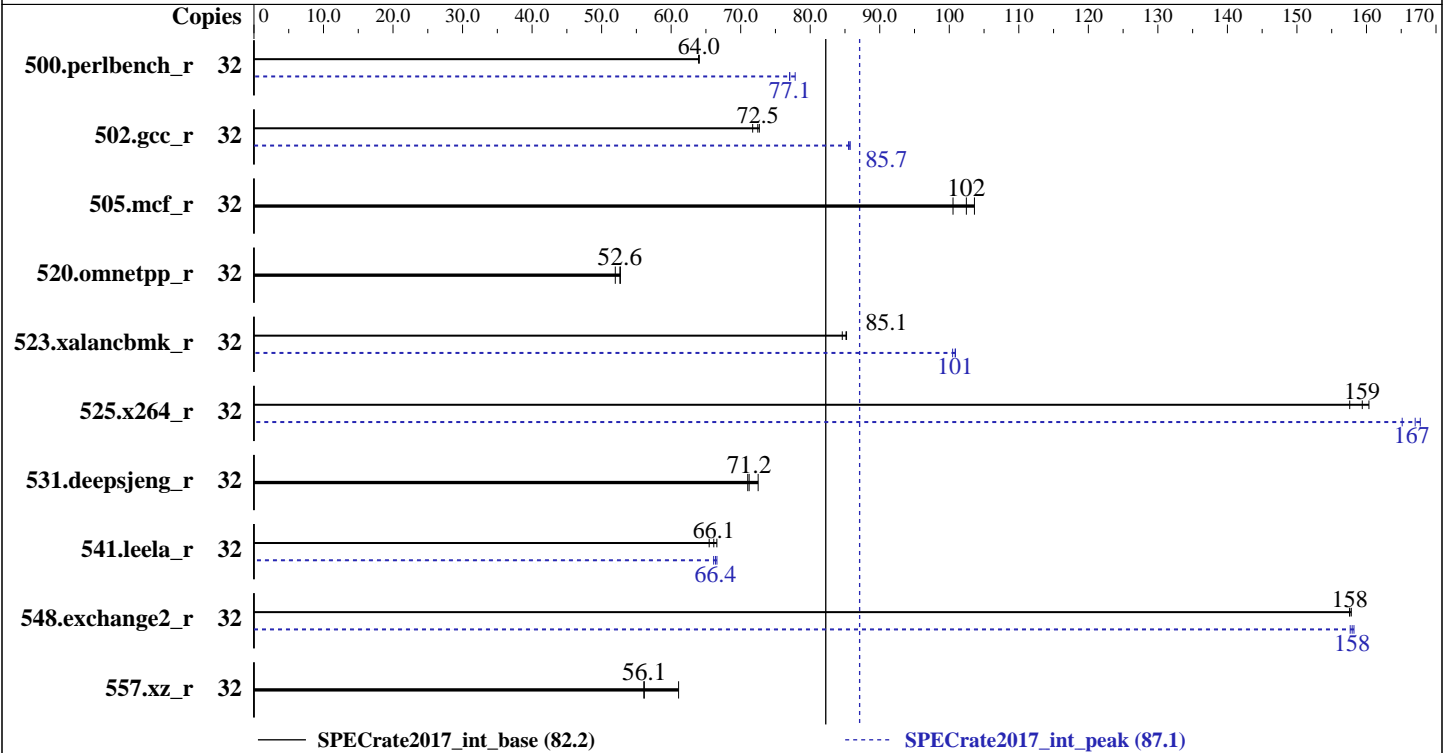 Copies 0 10.0 20.0 30.0 40.0 50.0 60.0 70.0 80.0 90.0 100 110 120 130 140 150 160 170
64.0
500.perlbench_r 32
77.1
72.5
502.gcc_r 32
85.7
102
505.mcf_r 32
52.6
520.omnetpp_r 32
85.1
523.xalancbmk_r 32
101
159
525.x264_r 32
167
71.2
531.deepsjeng_r 32
66.1
541.leela_r 32
66.4
158
548.exchange2_r 32
158
56.1
557.xz_r 32
SPECrate2017_int_base (82.2) SPECrate2017_int_peak (87.1)